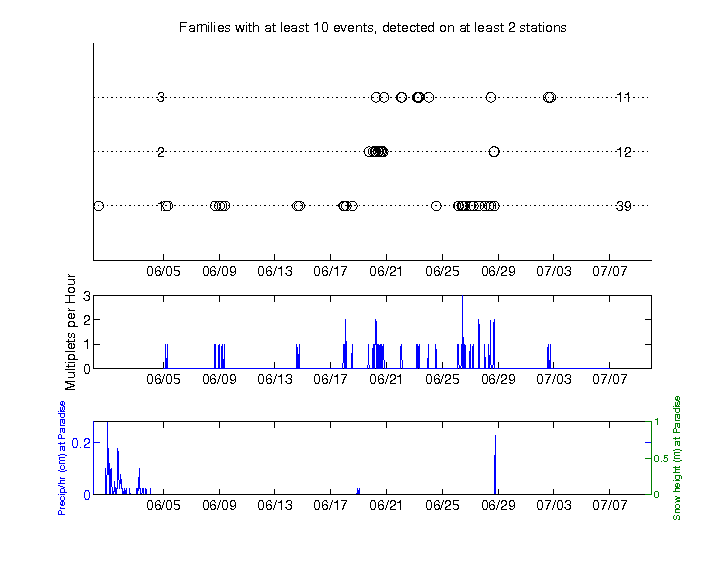 Families with at least 10 events, detected on at least 2 stations
3 11
2 12
1 39
06/05 06/09 06/13 06/17 06/21 06/25 06/29 07/03 07/07
Multiplets per Hour
3
2
1
0
06/05 06/09 06/13 06/17 06/21 06/25 06/29 07/03 07/07
Precip/hr (cm) at Paradise
0.2
0
1
0.5
0
Snow height (m) at Paradise
06/05 06/09 06/13 06/17 06/21 06/25 06/29 07/03 07/07